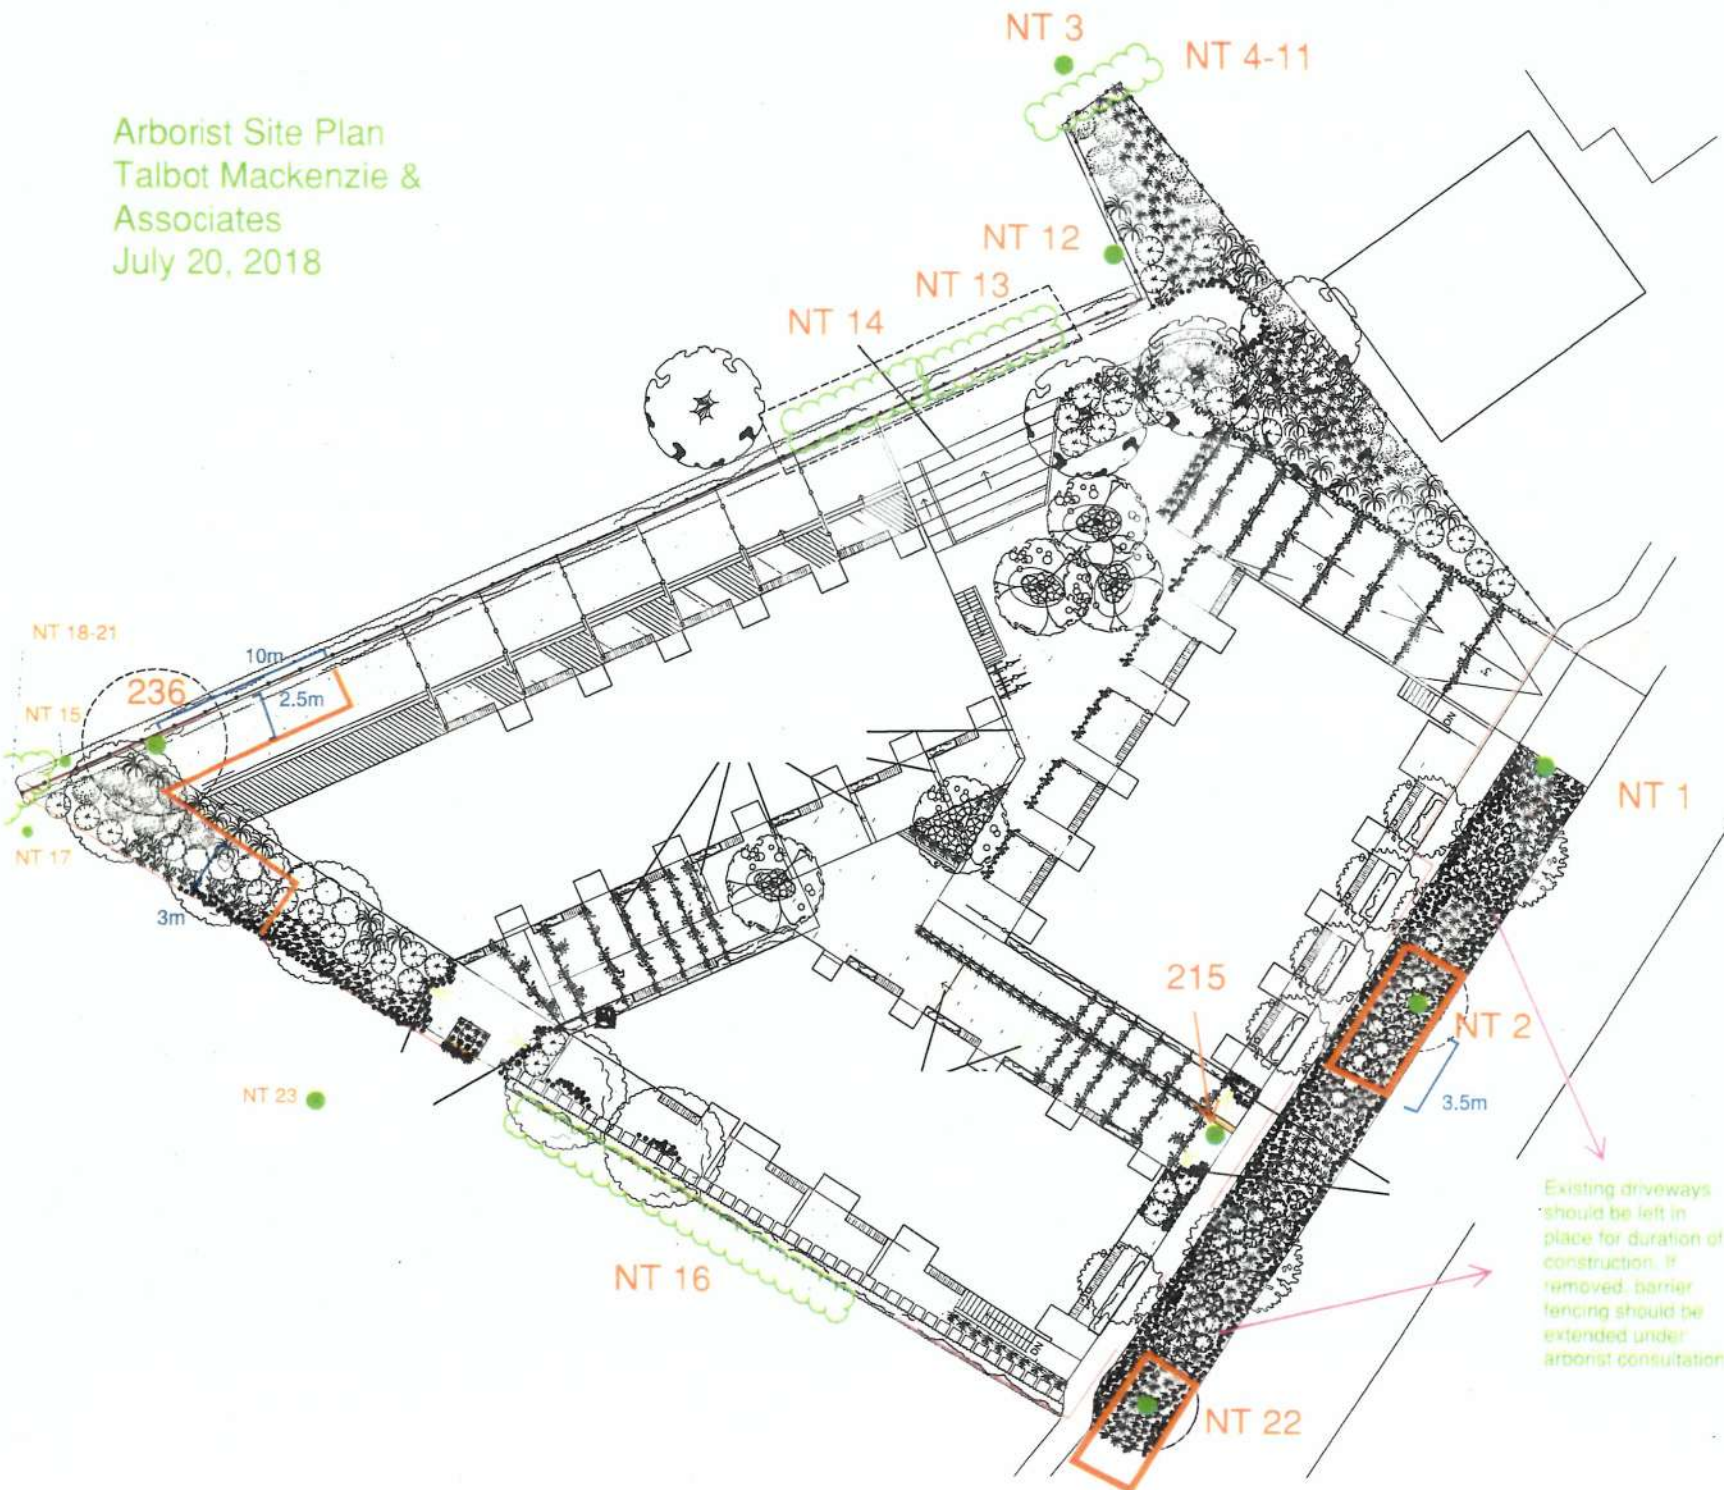 NT 3
NT 4-11
Arborist Site Plan
Talbot Mackenzie &
Associates
July 20, 2018
NT 12
NT 13
NT 14
NT 18-21
10m
236
2.5m
NT 15
NT 1
NT 17
3m
215
NT 2
NT 23
3.5m
Existing driveways
should be left in
place for duration of
construction. If
removed, barrier
fencing should be
extended under
arborist consultation
NT 16
NT 22
DN
DN